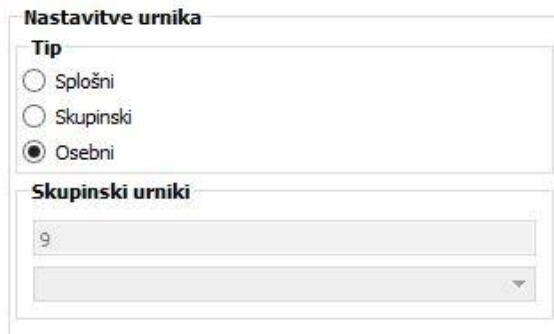 Nastavitve urnika
Tip
Splošni
Skupinski
Osebni
Skupinski urniki
9